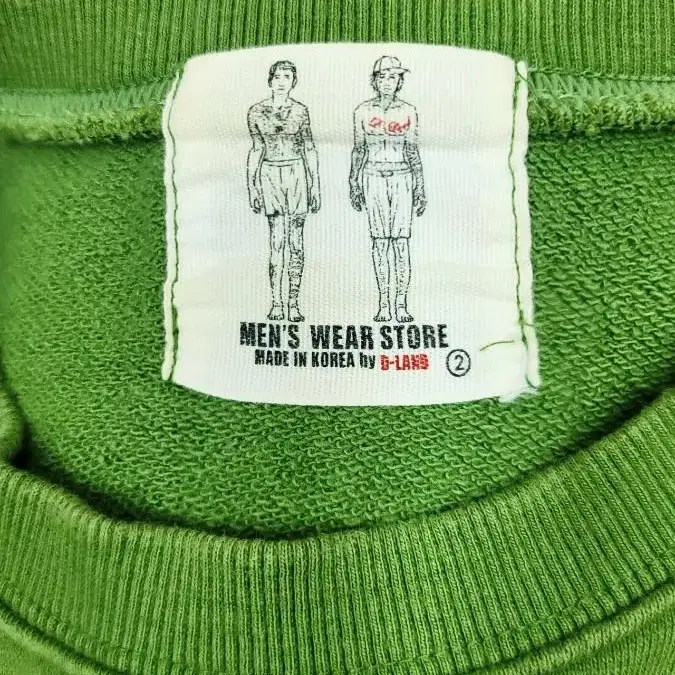 MEN'S WEAR STORE
MADE IN KOREA by D-LAND ②